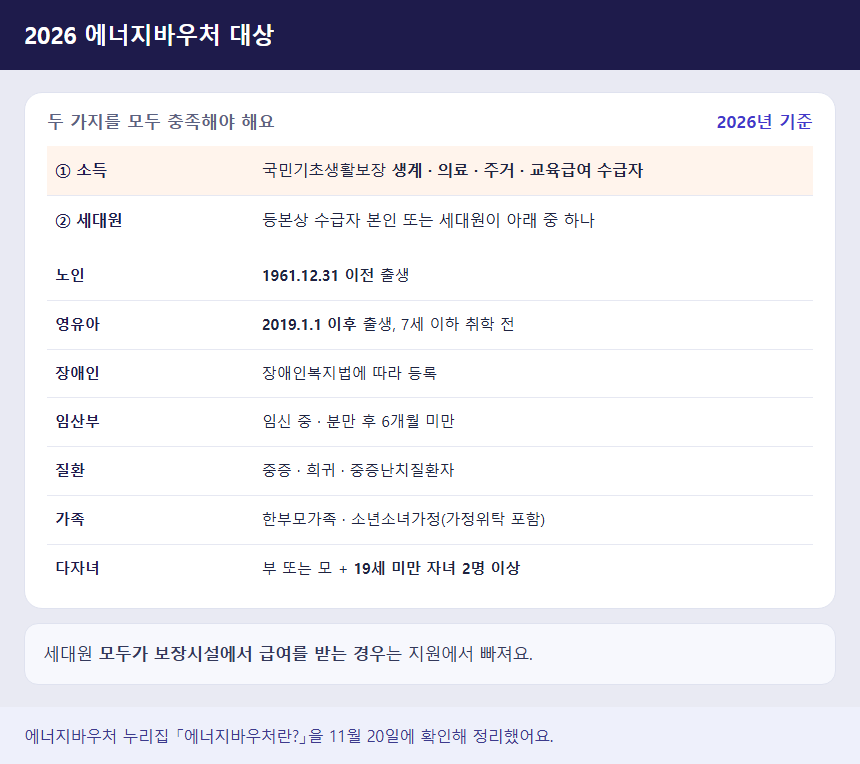 2026 에너지바우처 대상
두 가지를 모두 충족해야 해요
2026년 기준
① 소득 국민기초생활보장 생계 · 의료 · 주거 · 교육급여 수급자
② 세대원 등본상 수급자 본인 또는 세대원이 아래 중 하나
노인 1961.12.31 이전 출생
영유아 2019.1.1 이후 출생, 7세 이하 취학 전
장애인 장애인복지법에 따라 등록
임산부 임신 중 · 분만 후 6개월 미만
질환 중증 · 희귀 · 중증난치질환자
가족 한부모가족 · 소년소녀가정(가정위탁 포함)
다자녀 부 또는 모 + 19세 미만 자녀 2명 이상
세대원 모두가 보장시설에서 급여를 받는 경우는 지원에서 빠져요.
에너지바우처 누리집 「에너지바우처란?」을 11월 20일에 확인해 정리했어요.